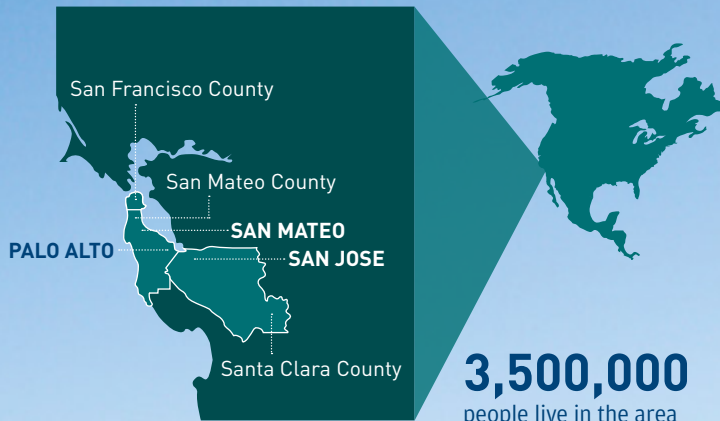 San Francisco County
San Mateo County
SAN MATEO
PALO ALTO
SAN JOSE
Santa Clara County
3,500,000
people live in the area